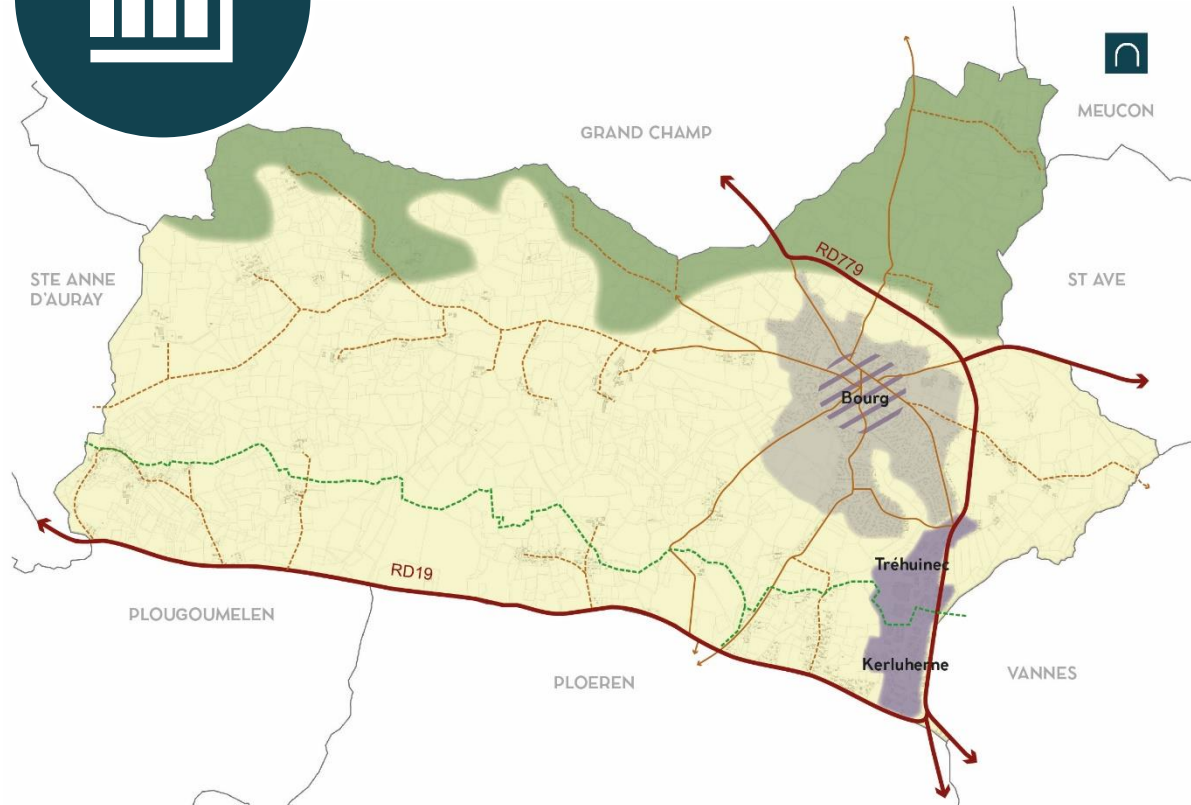 GRAND CHAMP
MEUCON
RD779
STE ANNE
D'AURAY
ST AVE
Bourg
Tréhuinec
RD19
PLOUGOUMELEN
Kerluherne
VANNES
PLOEREN